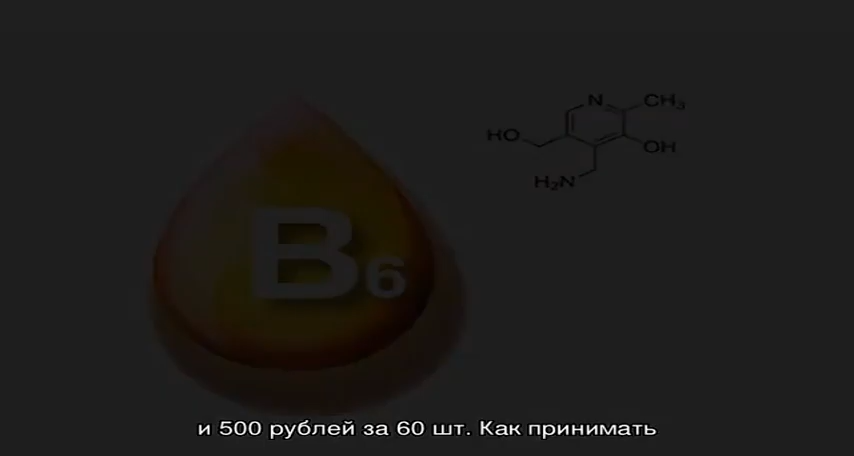 N
CH₃
HO
OH
H₂N
B₆
и 500 рублей за 60 шт. Как принимать